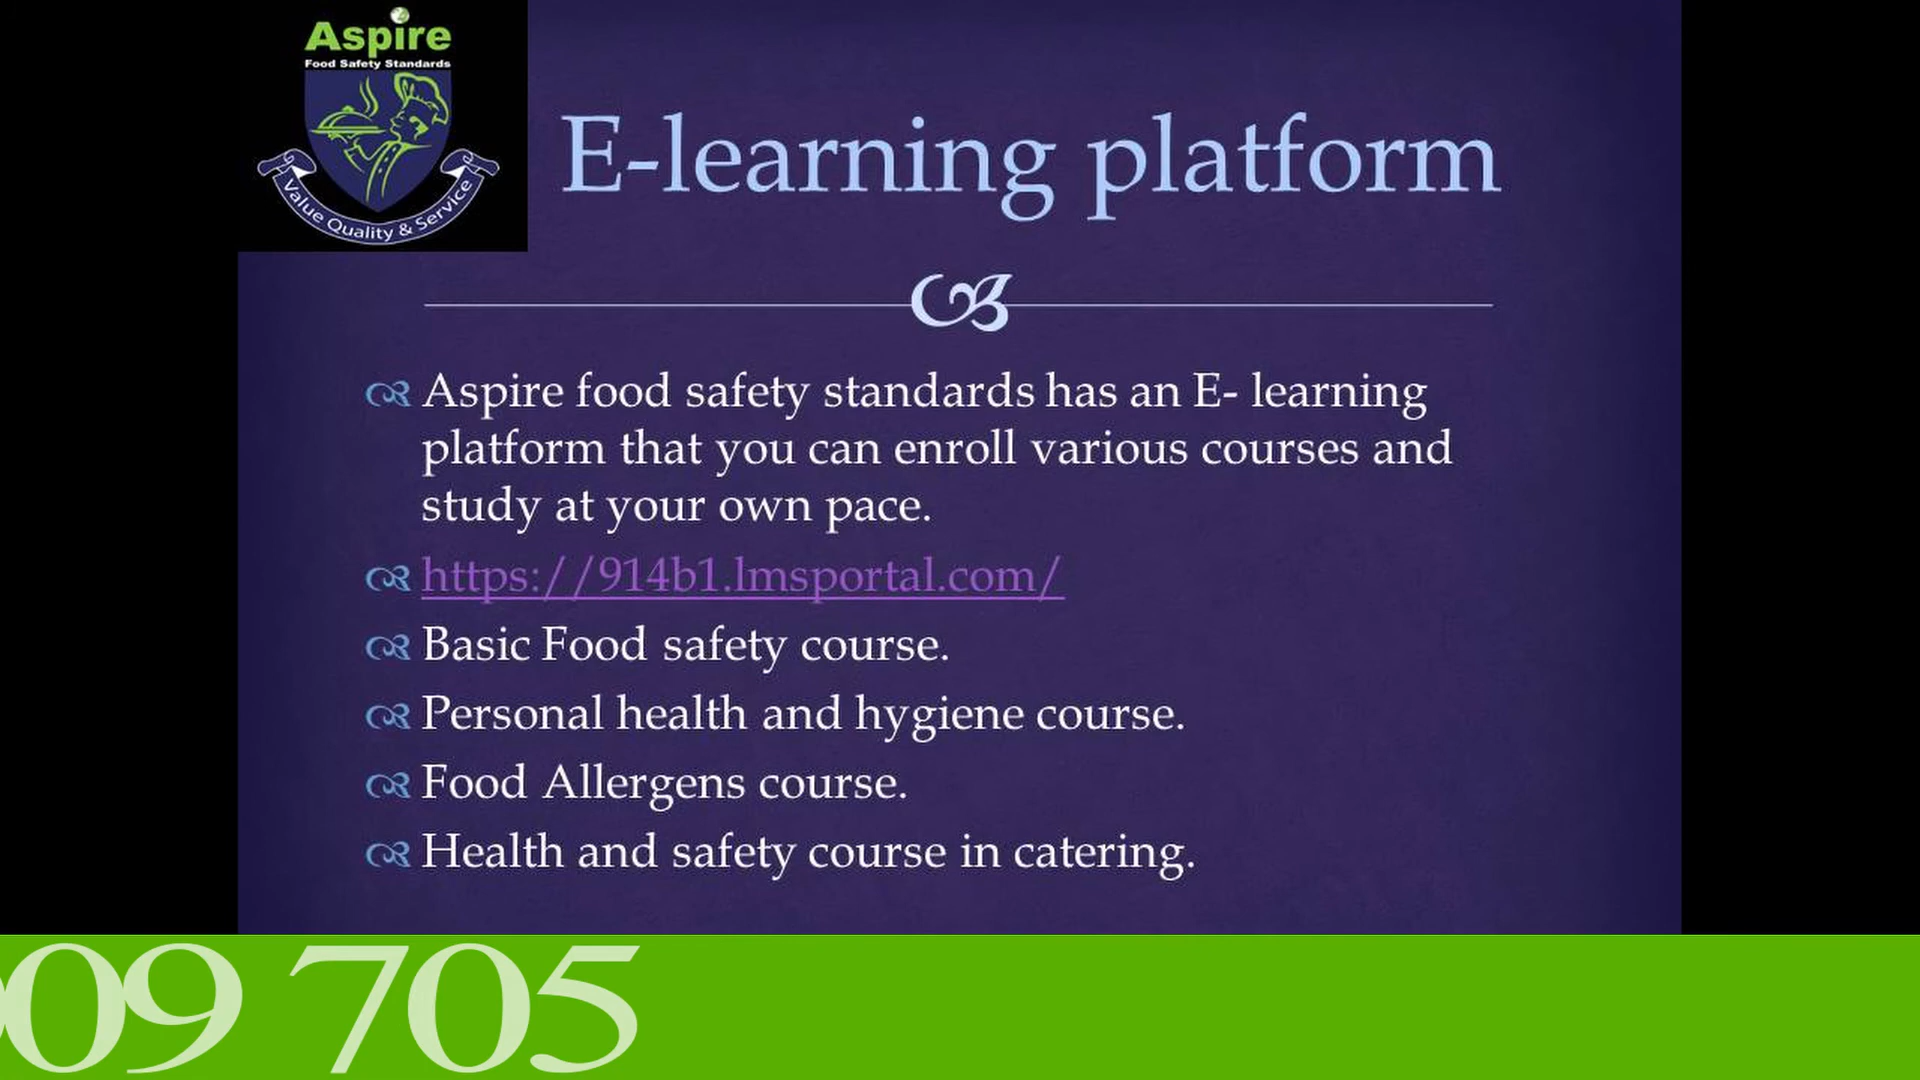 Aspire
Food Safety Standards
Value Quality & Service
E-learning platform
Aspire food safety standards has an E- learning
platform that you can enroll various courses and
study at your own pace.
https://914b1.lmsportal.com/
Basic Food safety course.
Personal health and hygiene course.
Food Allergens course.
Health and safety course in catering.
09 705